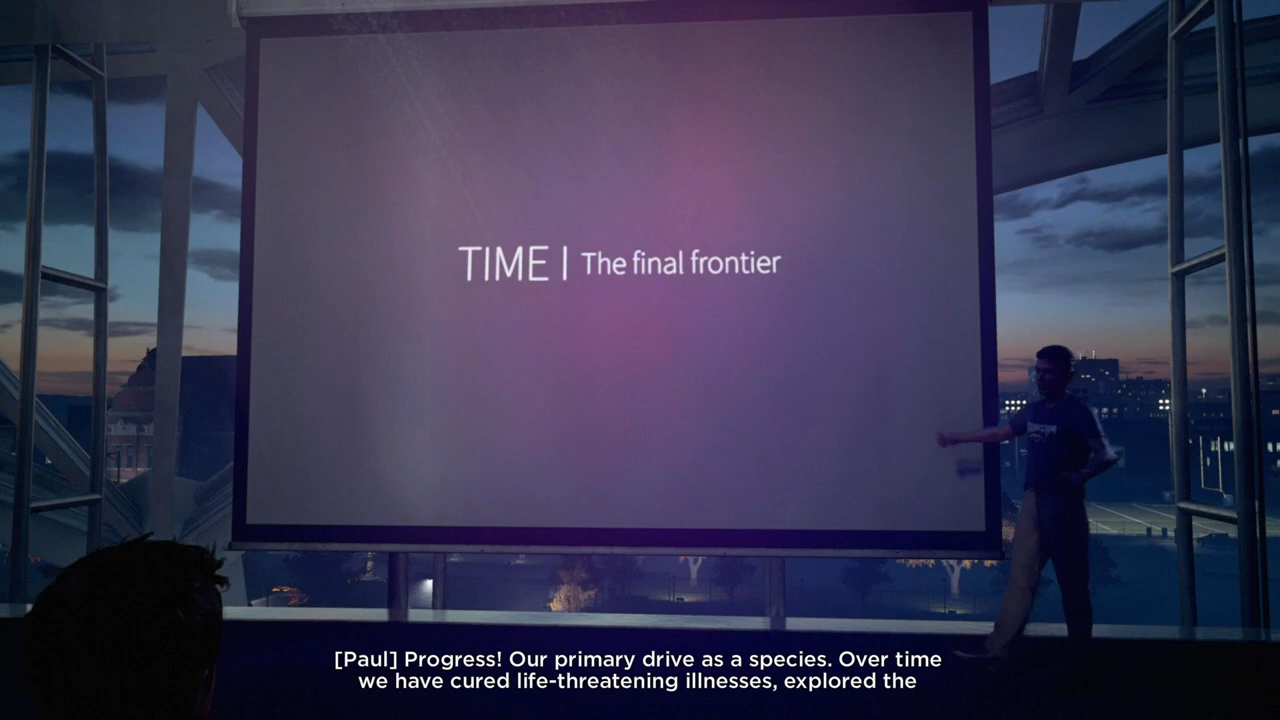 TIME | The final frontier
[Paul] Progress! Our primary drive as a species. Over time
we have cured life-threatening illnesses, explored the